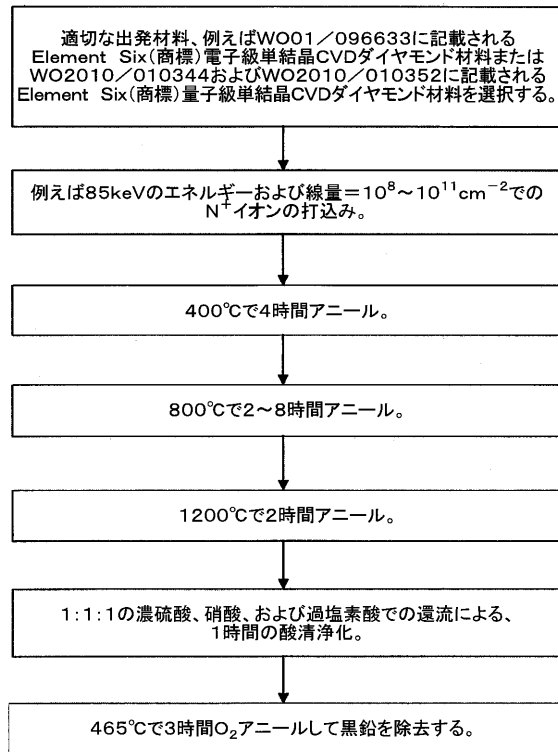 適切な出発材料、例えばWO01/096633に記載される
Element Six(商標)電子級単結晶CVDダイヤモンド材料または
WO2010/010344およびWO2010/010352に記載される
Element Six(商標)量子級単結晶CVDダイヤモンド材料を選択する。
例えば85keVのエネルギーおよび線量=10⁸~10¹¹cm⁻²での
N⁺イオンの打込み。
400℃で4時間アニール。
800℃で2~8時間アニール。
1200℃で2時間アニール。
1:1:1の濃硫酸、硝酸、および過塩素酸での還流による、
1時間の酸清浄化。
465℃で3時間O₂アニールして黒鉛を除去する。